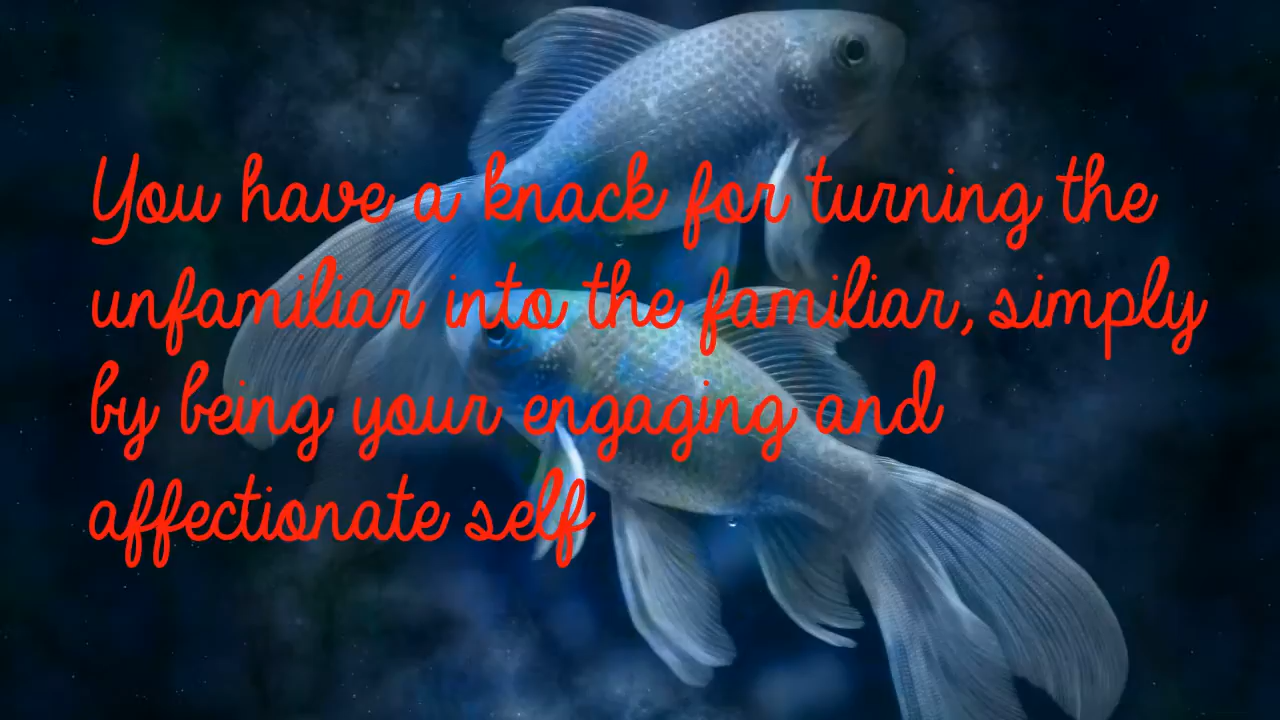 You have a knack for turning the
unfamiliar into the familiar, simply
by being your engaging and
affectionate self